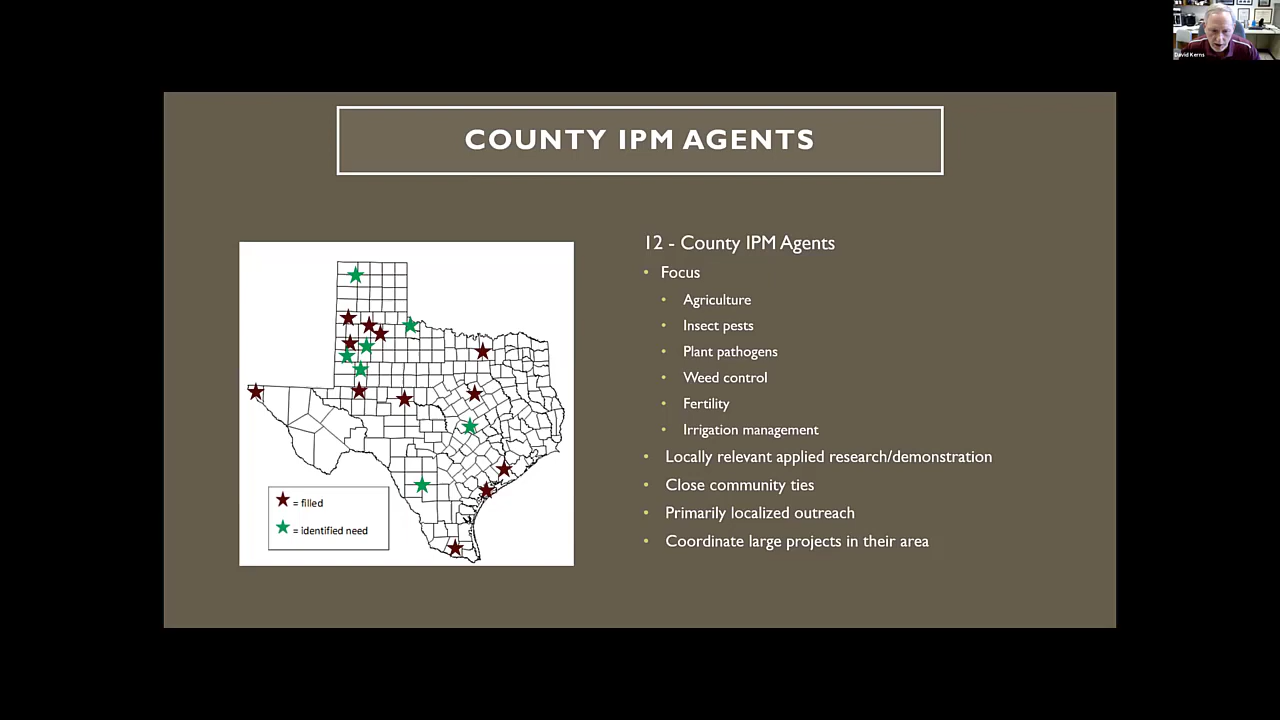 David Kerns
COUNTY IPM AGENTS
12 - County IPM Agents
• Focus
• Agriculture
• Insect pests
• Plant pathogens
• Weed control
• Fertility
• Irrigation management
• Locally relevant applied research/demonstration
• Close community ties
• Primarily localized outreach
• Coordinate large projects in their area
= filled
= identified need